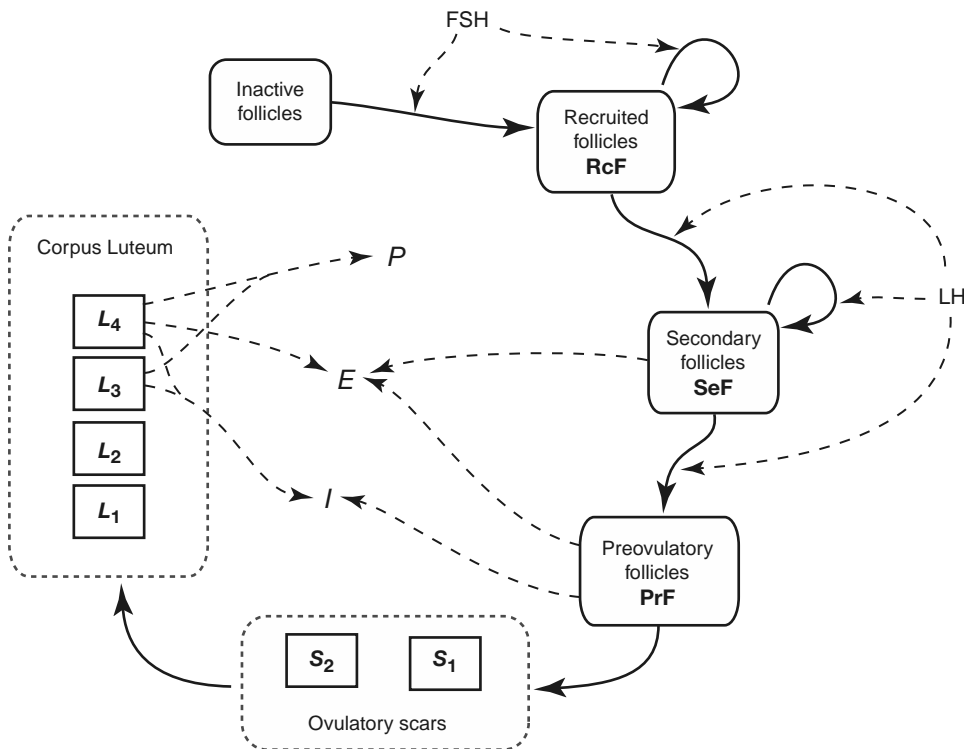 FSH
Inactive
follicles
Recruited
follicles
RcF
Corpus Luteum
P
L4
LH
Secondary
follicles
SeF
L3
E
L2
I
L1
Preovulatory
follicles
PrF
S2
S1
Ovulatory scars